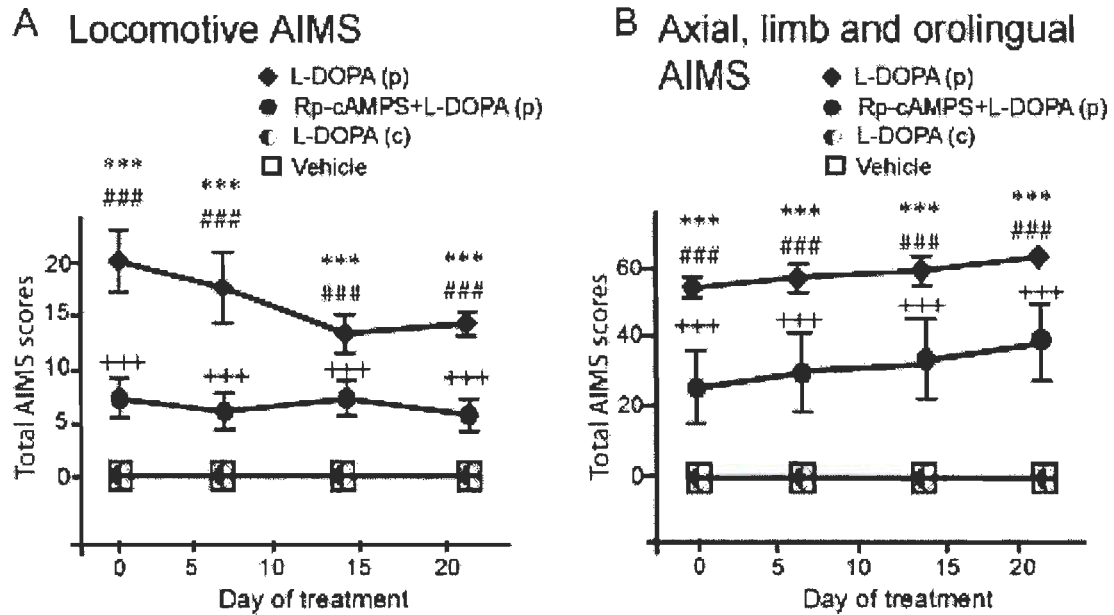 A Locomotive AIMS
L-DOPA (p)
Rp-cAMPS+L-DOPA (p)
L-DOPA (c)
Vehicle
***
###
***
###
***
###
***
###
+++
+++
+++
+++
20
15
10
5
0
Total AIMS scores
0 5 10 15 20
Day of treatment
B Axial, limb and orolingual
AIMS
L-DOPA (p)
Rp-cAMPS+L-DOPA (p)
L-DOPA (c)
Vehicle
***
###
***
###
***
###
***
###
+++
+++
+++
+++
60
40
20
0
Total AIMS scores
0 5 10 15 20
Day of treatment